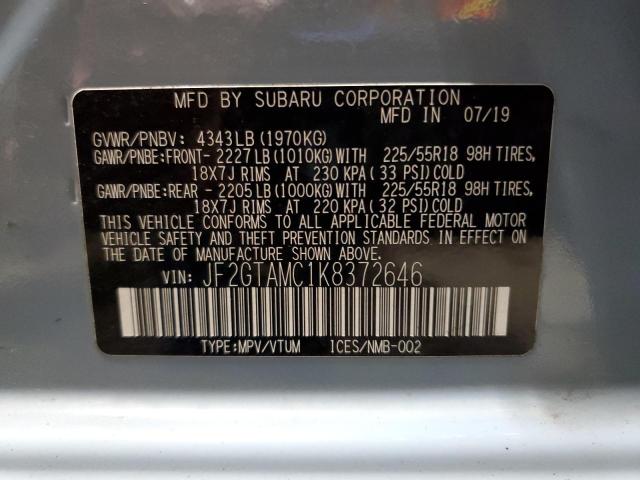 MFD BY SUBARU CORPORATION
MFD IN 07/19
GVWR/PNBV: 4343LB(1970KG)
GAWR/PNBE:FRONT- 2227LB(1010KG)WITH 225/55R18 98H TIRES,
18X7J RIMS AT 230 KPA(33 PSI)COLD
GAWR/PNBE:REAR - 2205LB(1000KG)WITH 225/55R18 98H TIRES,
18X7J RIMS AT 220 KPA(32 PSI)COLD
THIS VEHICLE CONFORMS TO ALL APPLICABLE FEDERAL MOTOR
VEHICLE SAFETY AND THEFT PREVENTION STANDARDS IN EFFECT ON
THE DATE OF MANUFACTURE SHOWN ABOVE.
VIN: JF2GTAMC1K8372646
TYPE:MPV/VTUM ICES/NMB-002